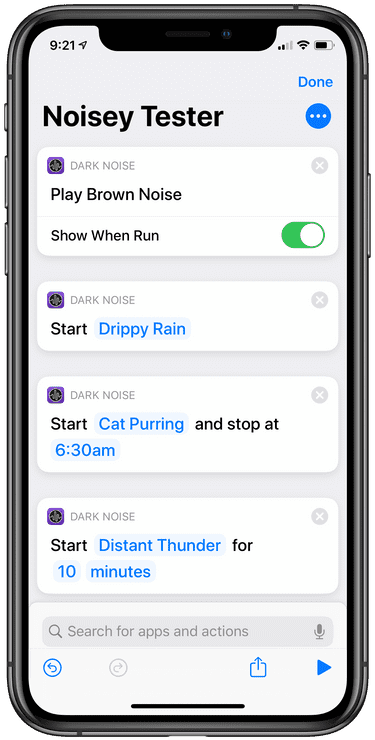 9:21
Done
Noisey Tester
DARK NOISE
Play Brown Noise
Show When Run
DARK NOISE
Start Drippy Rain
DARK NOISE
Start Cat Purring and stop at
6:30am
DARK NOISE
Start Distant Thunder for
10 minutes
Search for apps and actions